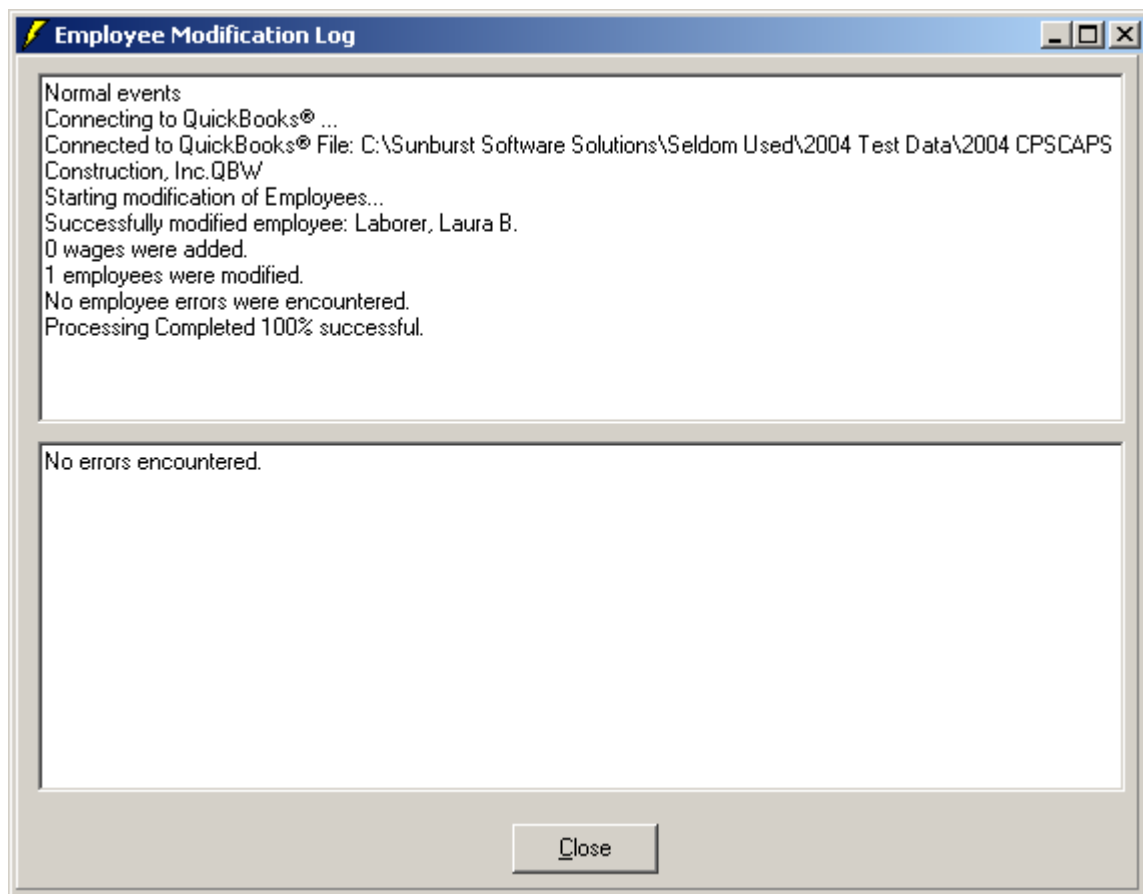 Employee Modification Log
Normal events
Connecting to QuickBooks® ...
Connected to QuickBooks® File: C:\Sunburst Software Solutions\Seldom Used\2004 Test Data\2004 CPSCAPS
Construction, Inc.QBW
Starting modification of Employees...
Successfully modified employee: Laborer, Laura B.
0 wages were added.
1 employees were modified.
No employee errors were encountered.
Processing Completed 100% successful.
No errors encountered.
Close